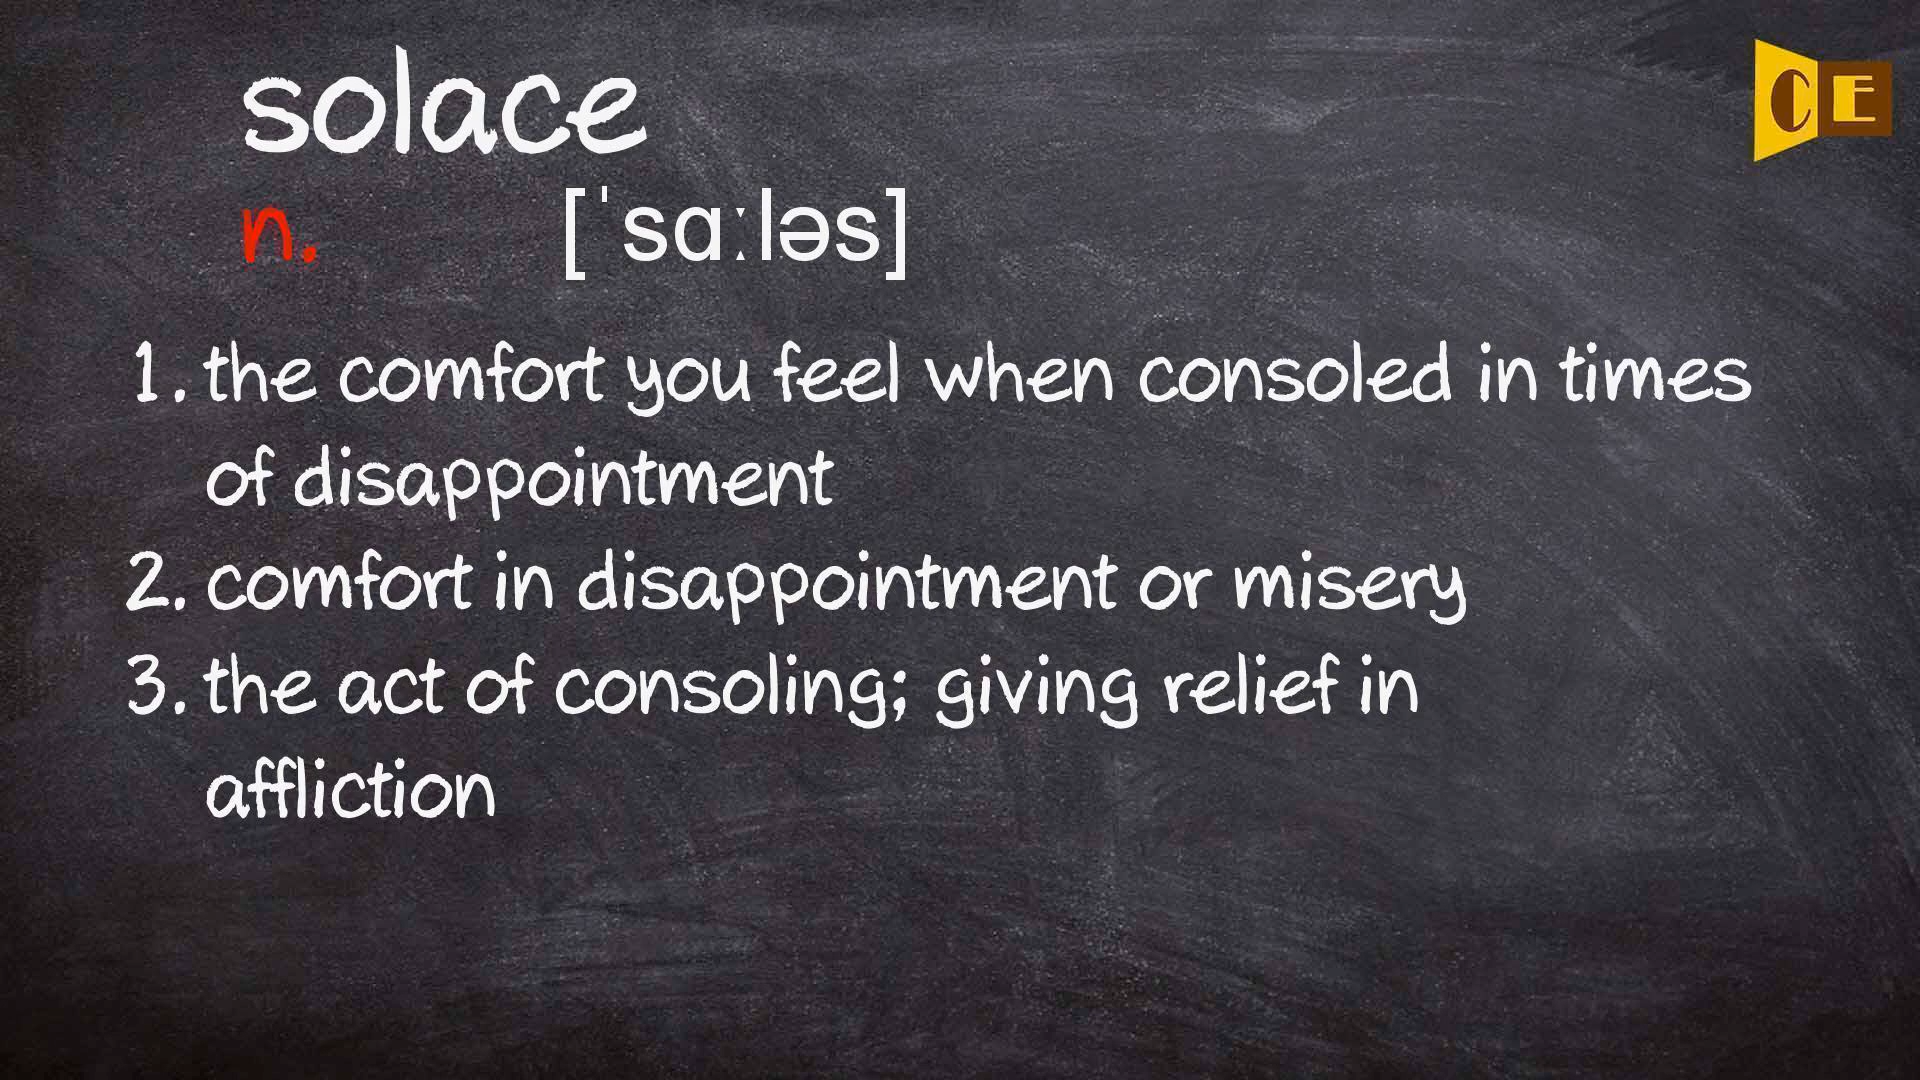 solace
CE
n. [ˈsɑːləs]
1. the comfort you feel when consoled in times
of disappointment
2. comfort in disappointment or misery
3. the act of consoling; giving relief in
affliction